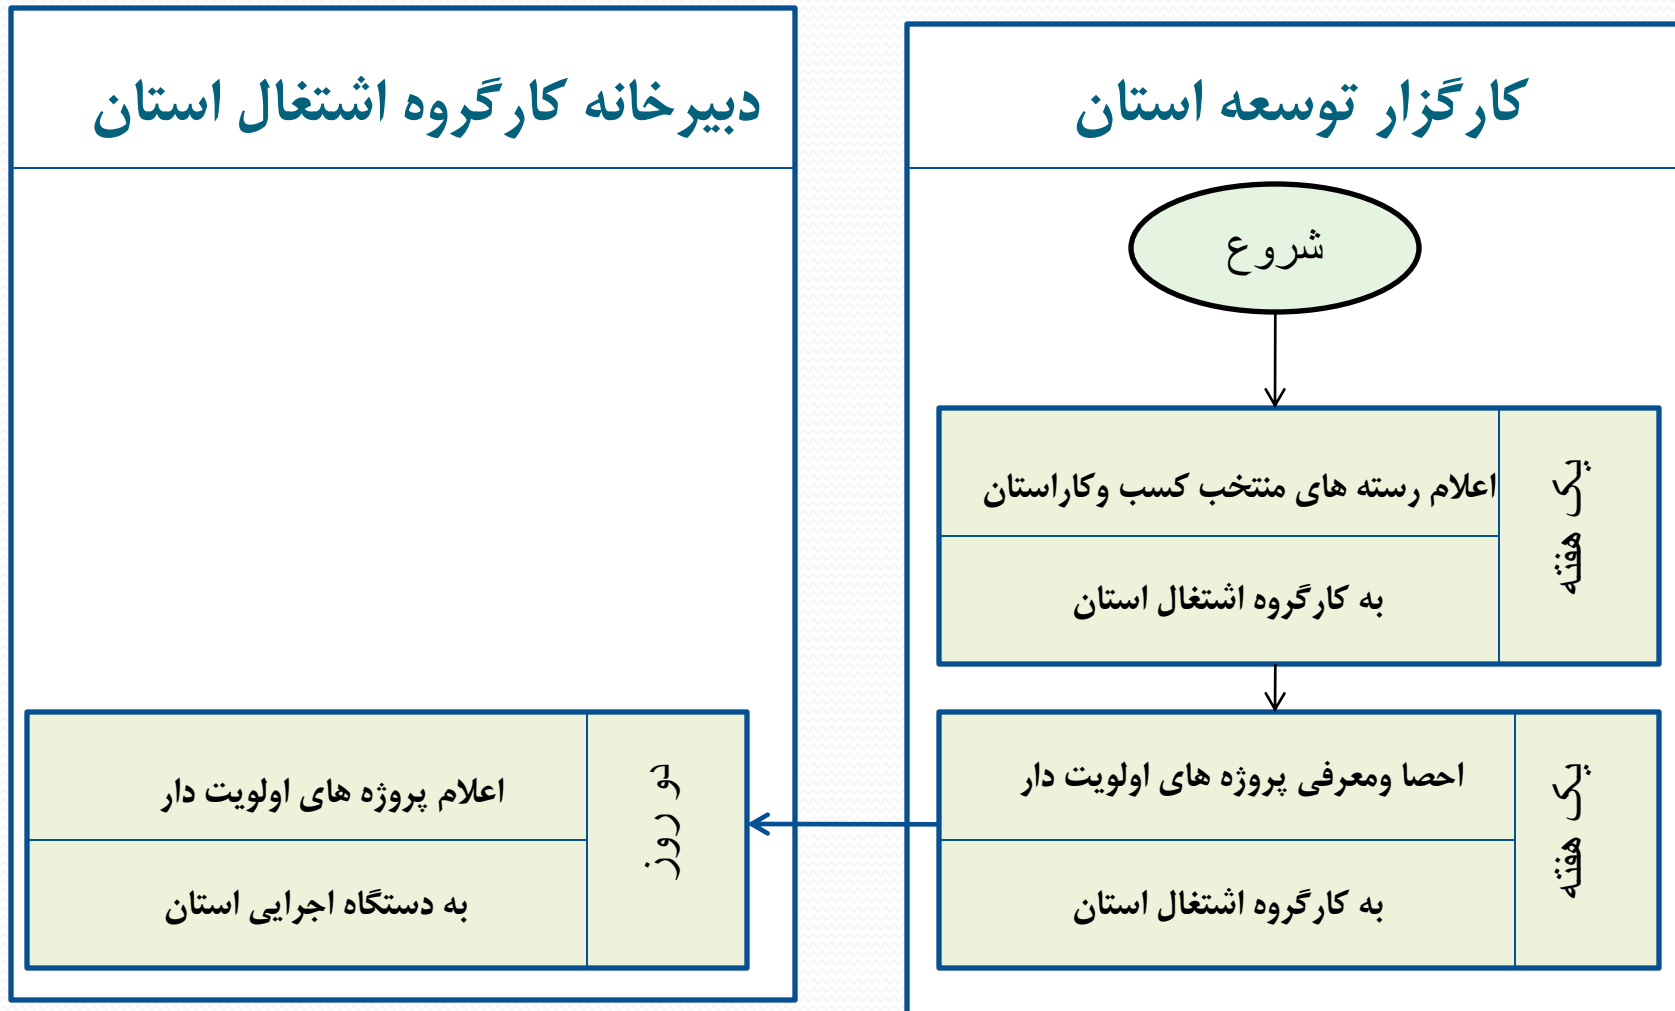 کارگزار توسعه استان
شروع
اعلام رسته های منتخب کسب وکاراستان
به کارگروه اشتغال استان
یک هفته
احصا ومعرفی پروژه های اولویت دار
به کارگروه اشتغال استان
یک هفته
دبیرخانه کارگروه اشتغال استان
اعلام پروژه های اولویت دار
به دستگاه اجرایی استان
دو روز